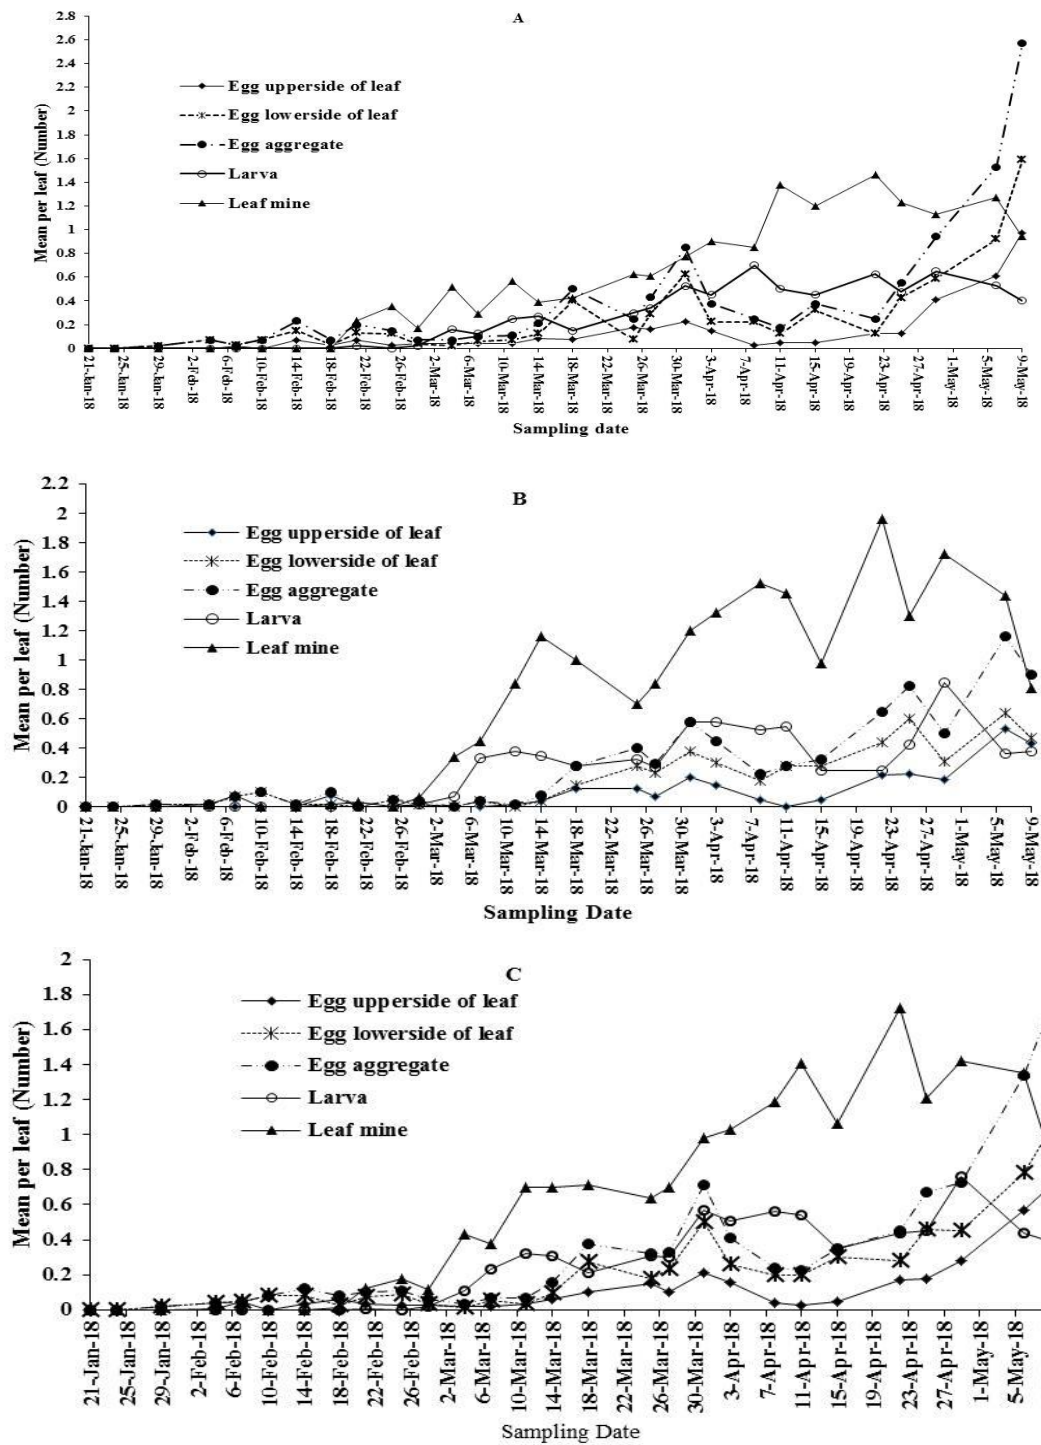 A
2.8
2.6
2.4
2.2
2
1.8
1.6
1.4
1.2
1
0.8
0.6
0.4
0.2
0
Mean per leaf (Number)
Egg upperside of leaf
Egg lowerside of leaf
Egg aggregate
Larva
Leaf mine
21-Jan-18
25-Jan-18
29-Jan-18
2-Feb-18
6-Feb-18
10-Feb-18
14-Feb-18
18-Feb-18
22-Feb-18
26-Feb-18
2-Mar-18
6-Mar-18
10-Mar-18
14-Mar-18
18-Mar-18
22-Mar-18
26-Mar-18
30-Mar-18
3-Apr-18
7-Apr-18
11-Apr-18
15-Apr-18
19-Apr-18
23-Apr-18
27-Apr-18
1-May-18
5-May-18
9-May-18
Sampling date
B
2.2
2
1.8
1.6
1.4
1.2
1
0.8
0.6
0.4
0.2
0
Mean per leaf (Number)
Egg upperside of leaf
Egg lowerside of leaf
Egg aggregate
Larva
Leaf mine
21-Jan-18
25-Jan-18
29-Jan-18
2-Feb-18
6-Feb-18
10-Feb-18
14-Feb-18
18-Feb-18
22-Feb-18
26-Feb-18
2-Mar-18
6-Mar-18
10-Mar-18
14-Mar-18
18-Mar-18
22-Mar-18
26-Mar-18
30-Mar-18
3-Apr-18
7-Apr-18
11-Apr-18
15-Apr-18
19-Apr-18
23-Apr-18
27-Apr-18
1-May-18
5-May-18
9-May-18
Sampling Date
C
2
1.8
1.6
1.4
1.2
1
0.8
0.6
0.4
0.2
0
Mean per leaf (Number)
Egg upperside of leaf
Egg lowerside of leaf
Egg aggregate
Larva
Leaf mine
21-Jan-18
25-Jan-18
29-Jan-18
2-Feb-18
6-Feb-18
10-Feb-18
14-Feb-18
18-Feb-18
22-Feb-18
26-Feb-18
2-Mar-18
6-Mar-18
10-Mar-18
14-Mar-18
18-Mar-18
22-Mar-18
26-Mar-18
30-Mar-18
3-Apr-18
7-Apr-18
11-Apr-18
15-Apr-18
19-Apr-18
23-Apr-18
27-Apr-18
1-May-18
5-May-18
Sampling Date